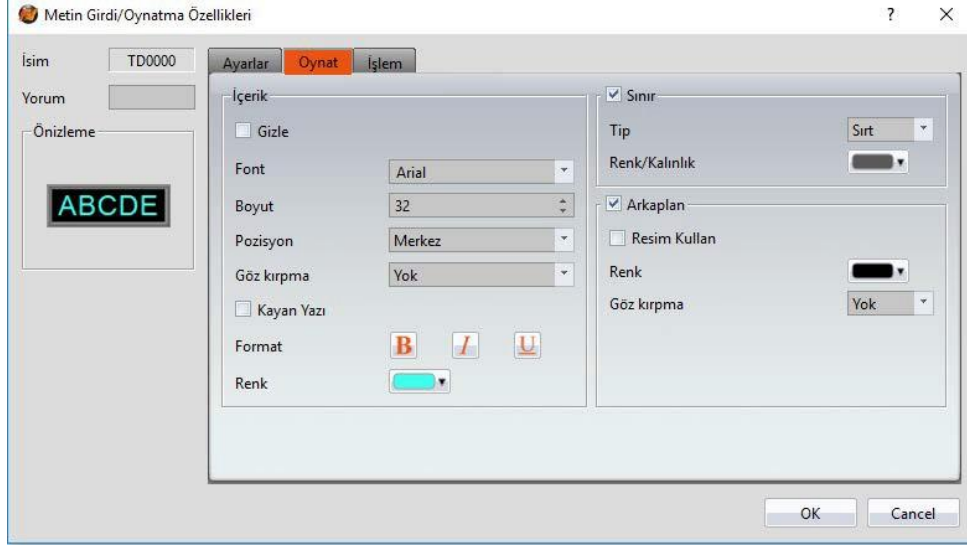 Metin Girdi/Oynatma Özellikleri
İsim TD0000
Yorum
Önizleme
ABCDE
Ayarlar Oynat İşlem
İçerik
Gizle
Font Arial
Boyut 32
Pozisyon Merkez
Göz kırpma Yok
Kayan Yazı
Format B I U
Renk
Sınır
Tip Sırt
Renk/Kalınlık
Arkaplan
Resim Kullan
Renk
Göz kırpma Yok
OK Cancel